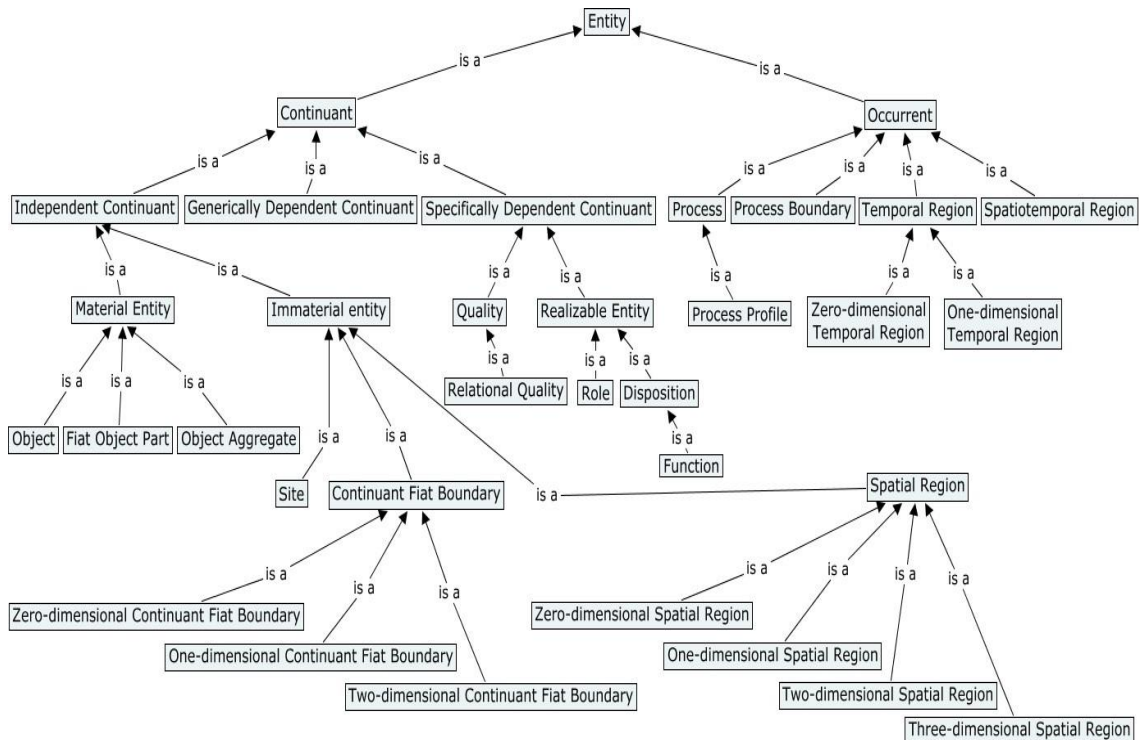 Entity
is a
is a
Continuant
Occurrent
is a
is a
is a
is a
is a
is a
is a
Independent Continuant
Generically Dependent Continuant
Specifically Dependent Continuant
Process
Process Boundary
Temporal Region
Spatiotemporal Region
is a
is a
is a
is a
is a
is a
is a
Material Entity
Immaterial entity
Quality
Realizable Entity
Process Profile
Zero-dimensional
Temporal Region
One-dimensional
Temporal Region
is a
is a
is a
is a
is a
is a
Relational Quality
Role
Disposition
Object
Fiat Object Part
Object Aggregate
is a
is a
is a
Function
Site
Continuant Fiat Boundary
is a
Spatial Region
is a
is a
is a
is a
is a
is a
is a
Zero-dimensional Continuant Fiat Boundary
One-dimensional Continuant Fiat Boundary
Two-dimensional Continuant Fiat Boundary
Zero-dimensional Spatial Region
One-dimensional Spatial Region
Two-dimensional Spatial Region
Three-dimensional Spatial Region